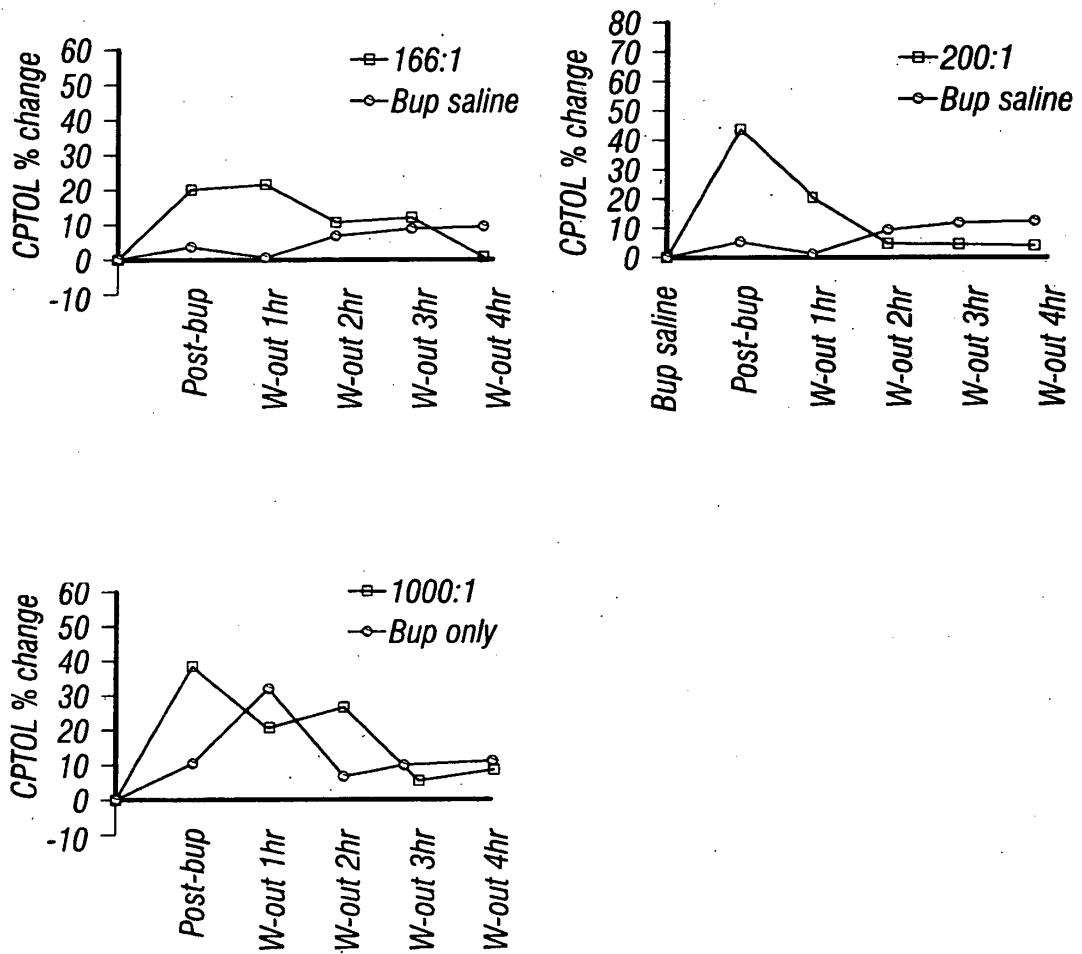 CPTOL % change
60
50
40
30
20
10
0
-10
166:1
Bup saline
Post-bup
W-out 1hr
W-out 2hr
W-out 3hr
W-out 4hr
CPTOL % change
80
70
60
50
40
30
20
10
0
200:1
Bup saline
Bup saline
Post-bup
W-out 1hr
W-out 2hr
W-out 3hr
W-out 4hr
CPTOL % change
60
50
40
30
20
10
0
-10
1000:1
Bup only
Post-bup
W-out 1hr
W-out 2hr
W-out 3hr
W-out 4hr